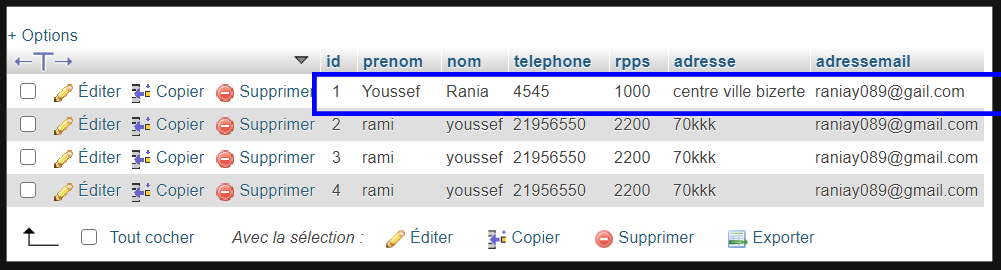 + Options
id prenom nom telephone rpps adresse adressemail
Éditer Copier Supprimer 1 Youssef Rania 4545 1000 centre ville bizerte raniay089@gail.com
Éditer Copier Supprimer 2 rami youssef 21956550 2200 70kkk raniay089@gmail.com
Éditer Copier Supprimer 3 rami youssef 21956550 2200 70kkk raniay089@gmail.com
Éditer Copier Supprimer 4 rami youssef 21956550 2200 70kkk raniay089@gmail.com
Tout cocher Avec la sélection : Éditer Copier Supprimer Exporter